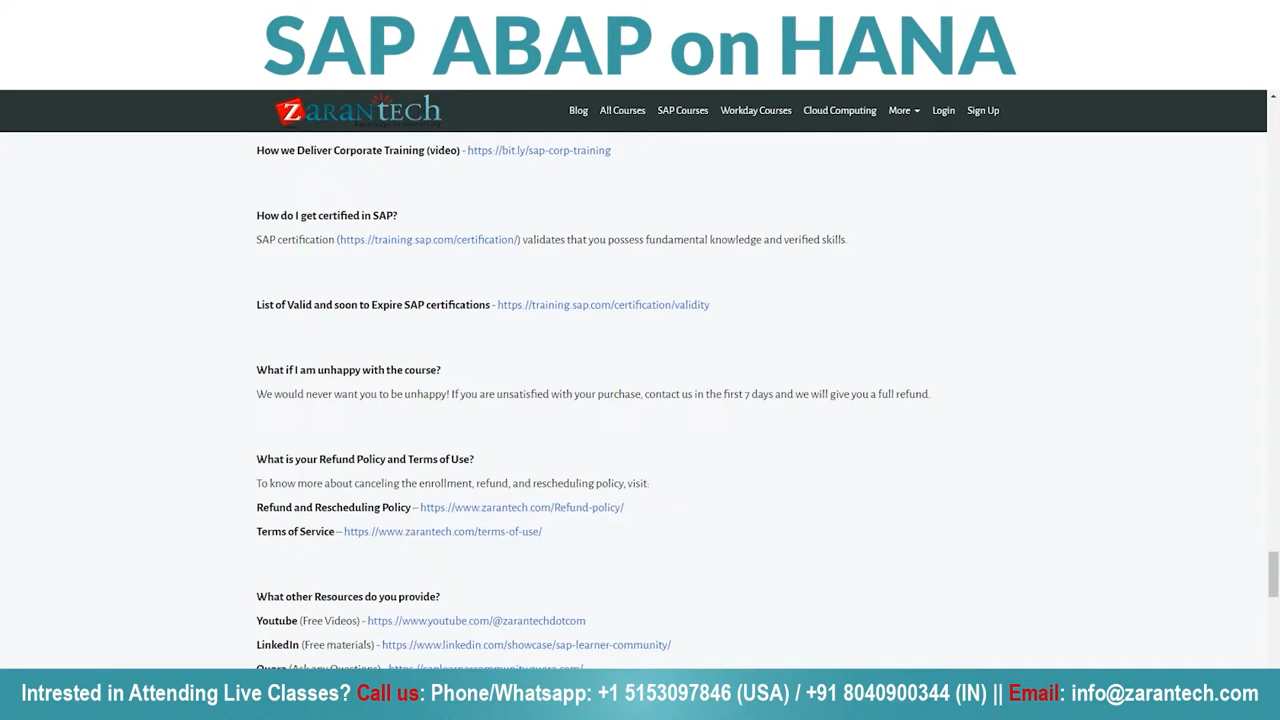 SAP ABAP on HANA
ZaranTech
Blog All Courses SAP Courses Workday Courses Cloud Computing More Login Sign Up
How we Deliver Corporate Training (video) - https://bit.ly/sap-corp-training
How do I get certified in SAP?
SAP certification (https://training.sap.com/certification/) validates that you possess fundamental knowledge and verified skills.
List of Valid and soon to Expire SAP certifications - https://training.sap.com/certification/validity
What if I am unhappy with the course?
We would never want you to be unhappy! If you are unsatisfied with your purchase, contact us in the first 7 days and we will give you a full refund.
What is your Refund Policy and Terms of Use?
To know more about canceling the enrollment, refund, and rescheduling policy, visit:
Refund and Rescheduling Policy – https://www.zarantech.com/Refund-policy/
Terms of Service – https://www.zarantech.com/terms-of-use/
What other Resources do you provide?
Youtube (Free Videos) - https://www.youtube.com/@zarantechdotcom
LinkedIn (Free materials) - https://www.linkedin.com/showcase/sap-learner-community/
Quora (Ask any Questions) - https://saplearnercommunity.quora.com/
Intrested in Attending Live Classes? Call us: Phone/Whatsapp: +1 5153097846 (USA) / +91 8040900344 (IN) || Email: info@zarantech.com